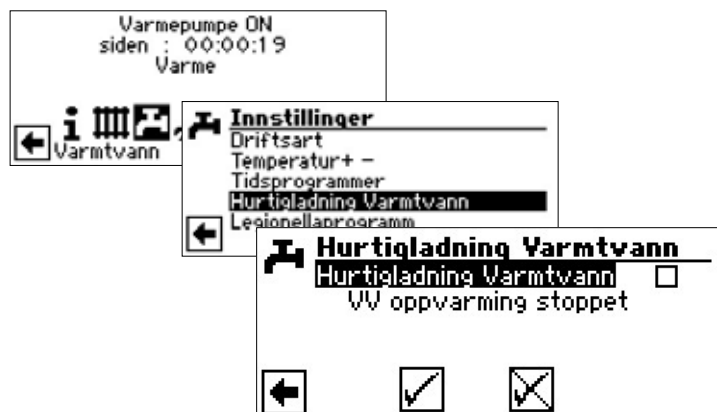 Varmepumpe ON
siden : 00:00:19
Varme
Varmtvann
Innstillinger
Driftsart
Temperatur+ -
Tidsprogrammer
Hurtigladning Varmtvann
Legionellaprogramm
Hurtigladning Varmtvann
Hurtigladning Varmtvann
VV oppvarming stoppet